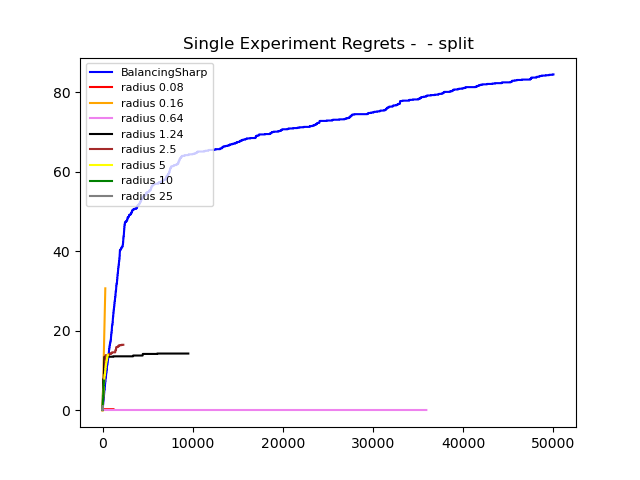 Single Experiment Regrets -  - split
BalancingSharp
radius 0.08
radius 0.16
radius 0.64
radius 1.24
radius 2.5
radius 5
radius 10
radius 25
80
60
40
20
0
0 10000 20000 30000 40000 50000